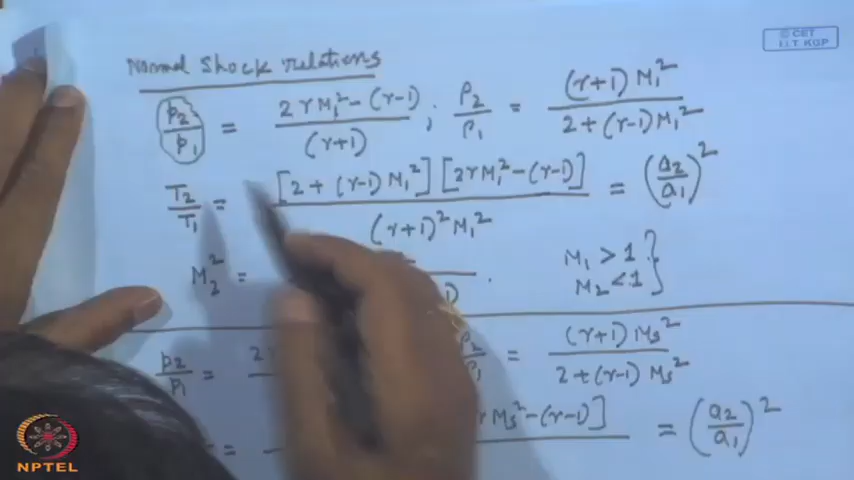 © CET
I.I.T. KGP
Normal Shock relations
p₂/p₁ = (2γM₁² − (γ−1))/(γ+1) ; ρ₂/ρ₁ = (γ+1)M₁²/(2+(γ−1)M₁²)
T₂/T₁ = [2+(γ−1)M₁²][2γM₁²−(γ−1)]/((γ+1)²M₁²) = (a₂/a₁)²
M₂² = . M₁ > 1
M₂ < 1 }
p₂/p₁ = 2γ ρ₂/ρ₁ = (γ+1)Ms²/(2+(γ−1)Ms²)
= Ms²−(γ−1)] = (a₂/a₁)²
NPTEL